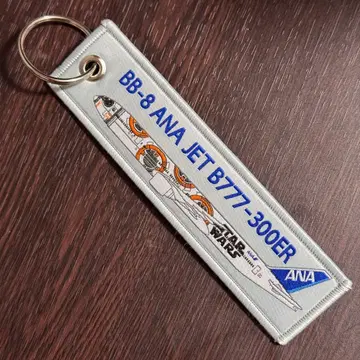 BB-8 ANA JET B777-300ER
STAR
WARS
ANA